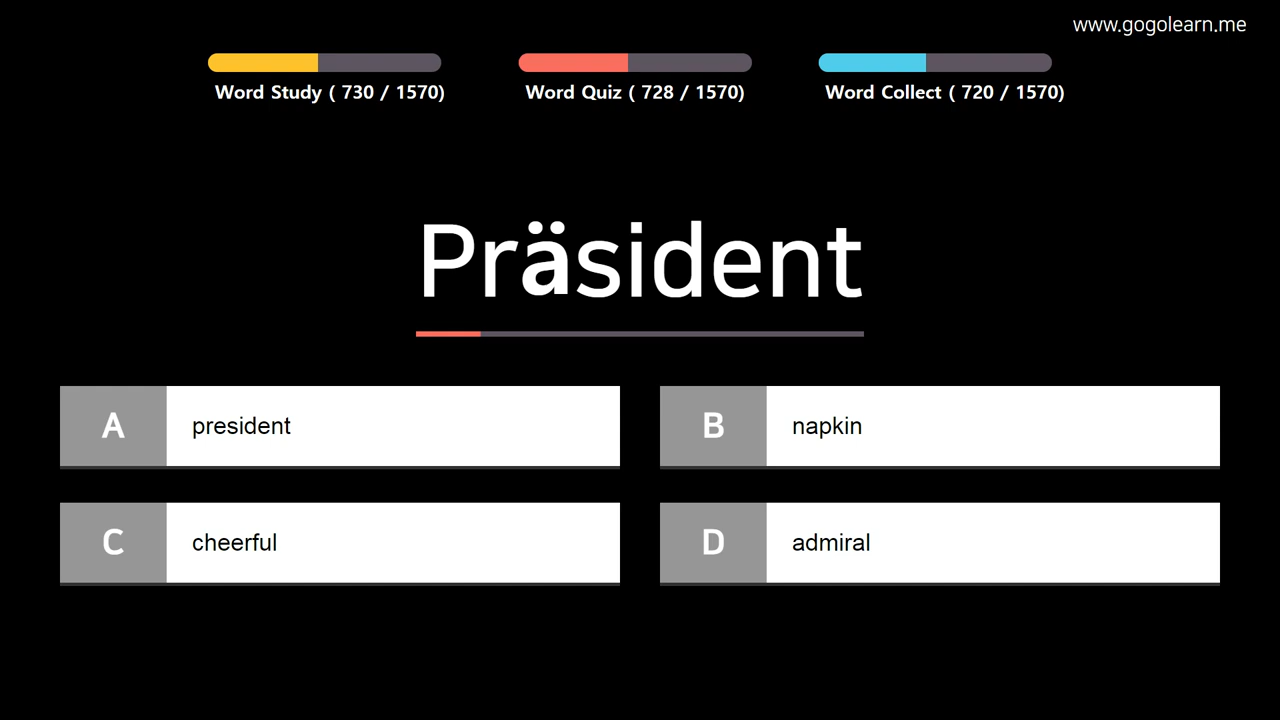 www.gogolearn.me
Word Study ( 730 / 1570)
Word Quiz ( 728 / 1570)
Word Collect ( 720 / 1570)
Präsident
A president
B napkin
C cheerful
D admiral